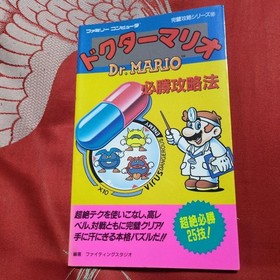 ファミリーコンピュータ
完璧攻略シリーズ
ドクターマリオ
Dr. MARIO
必勝攻略法
VIRUS
超絶テクを使いこなし、高レ
ベル、対戦ともに完璧クリア!
手に汗にぎる本格パズルだ!!
超絶必勝
25技!
編著 ファイティングスタジオ